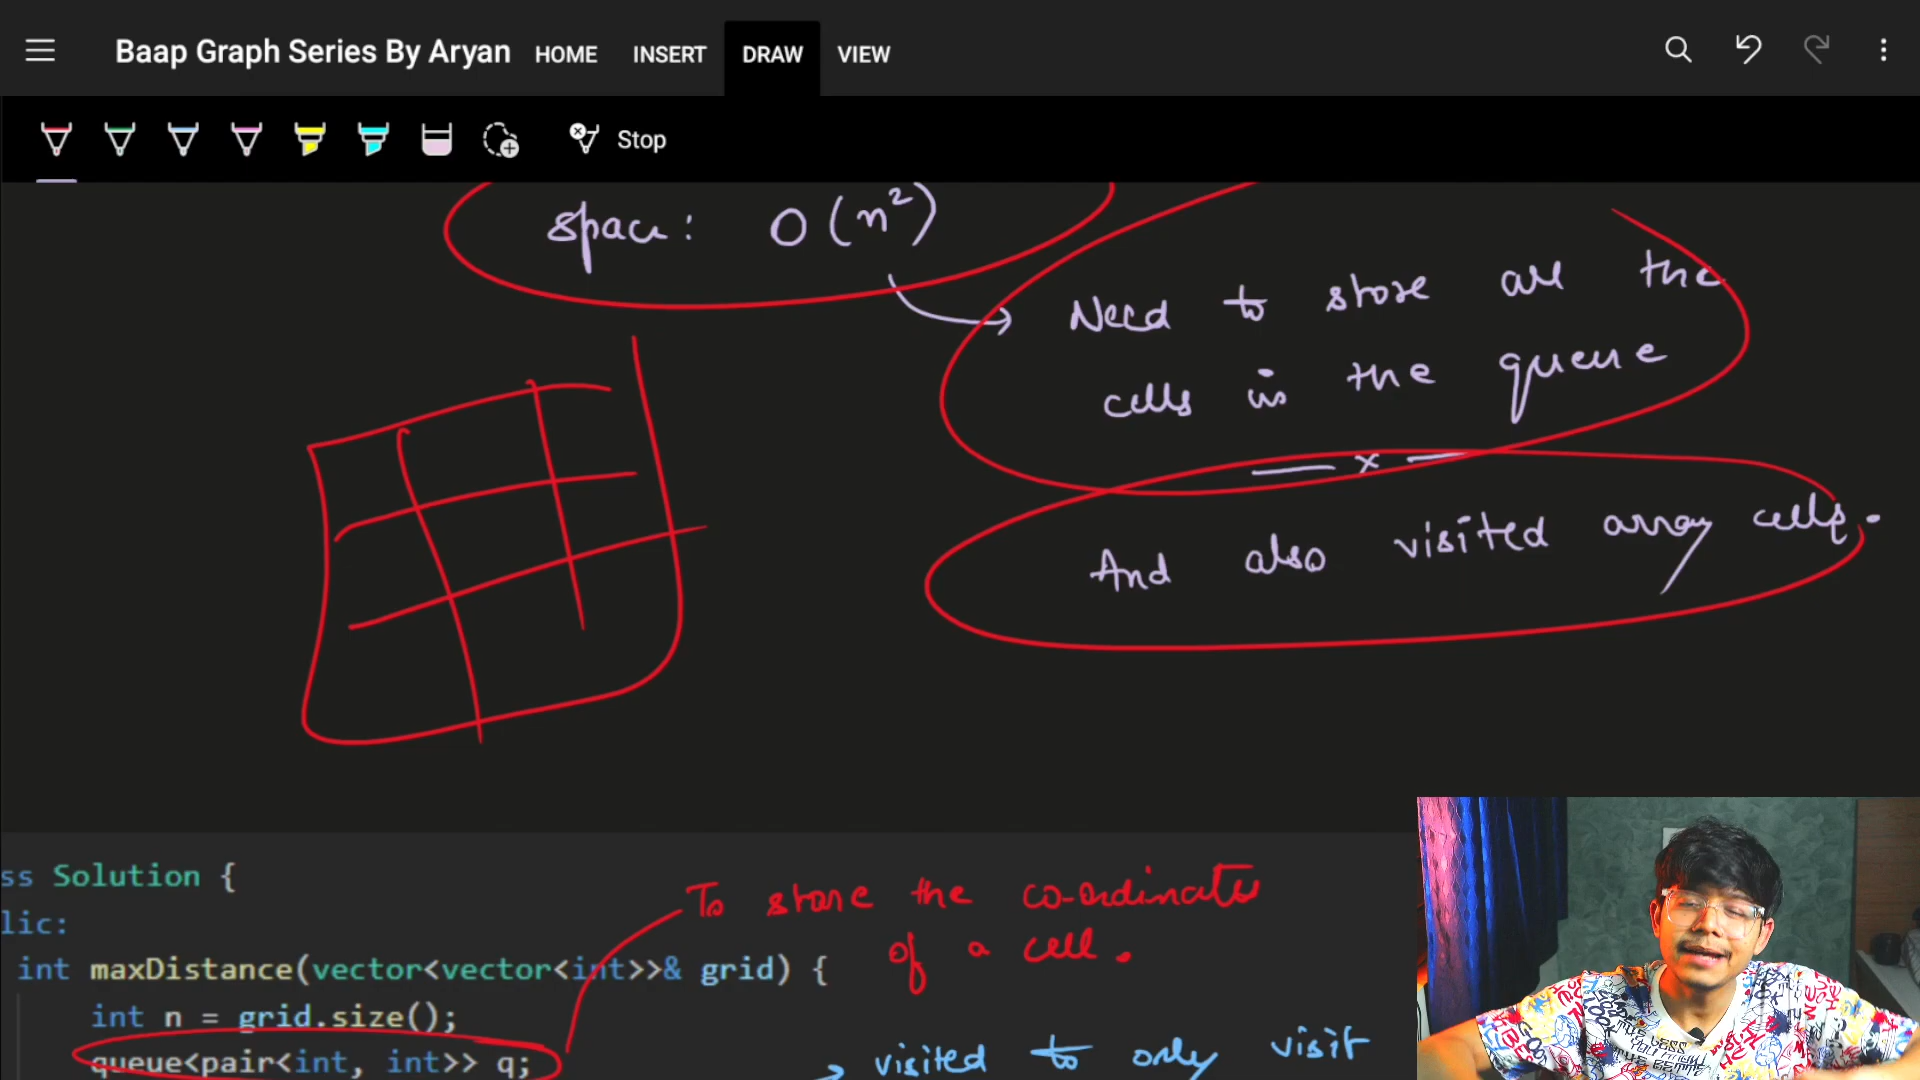 Baap Graph Series By Aryan HOME INSERT DRAW VIEW
Stop
space: O(n²)
Need to store all the
cells in the queue
x
And also visited array cells.
ss Solution {
lic:
int maxDistance(vector<vector<int>>& grid) {
int n = grid.size();
queue<pair<int, int>> q;
To store the co-ordinates
of a cell.
visited to only visit